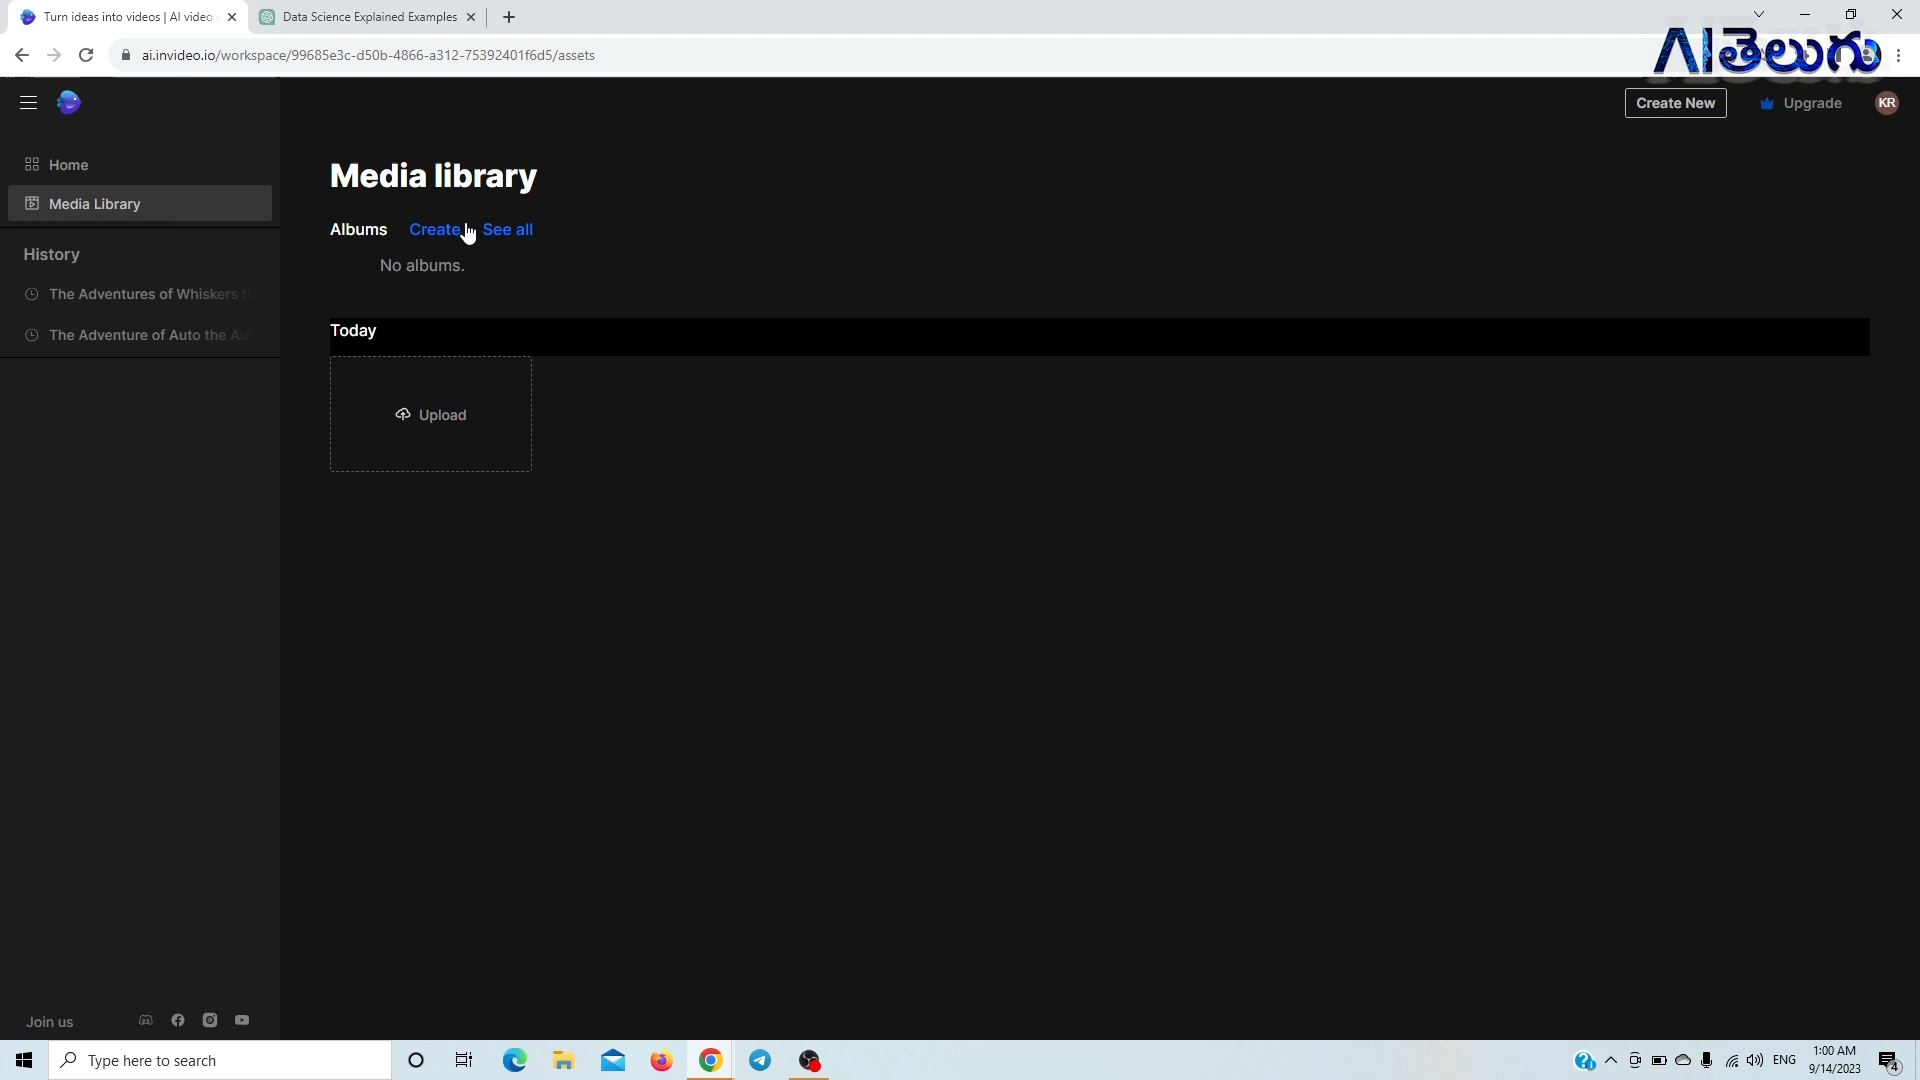 Turn ideas into videos | AI video
Data Science Explained Examples
ai.invideo.io/workspace/99685e3c-d50b-4866-a312-75392401f6d5/assets
AIతెలుగు
Create New
Upgrade
KR
Home
Media Library
History
The Adventures of Whiskers th
The Adventure of Auto the Aut
Media library
Albums Create See all
No albums.
Today
Upload
Join us
Type here to search
ENG
1:00 AM
9/14/2023
4